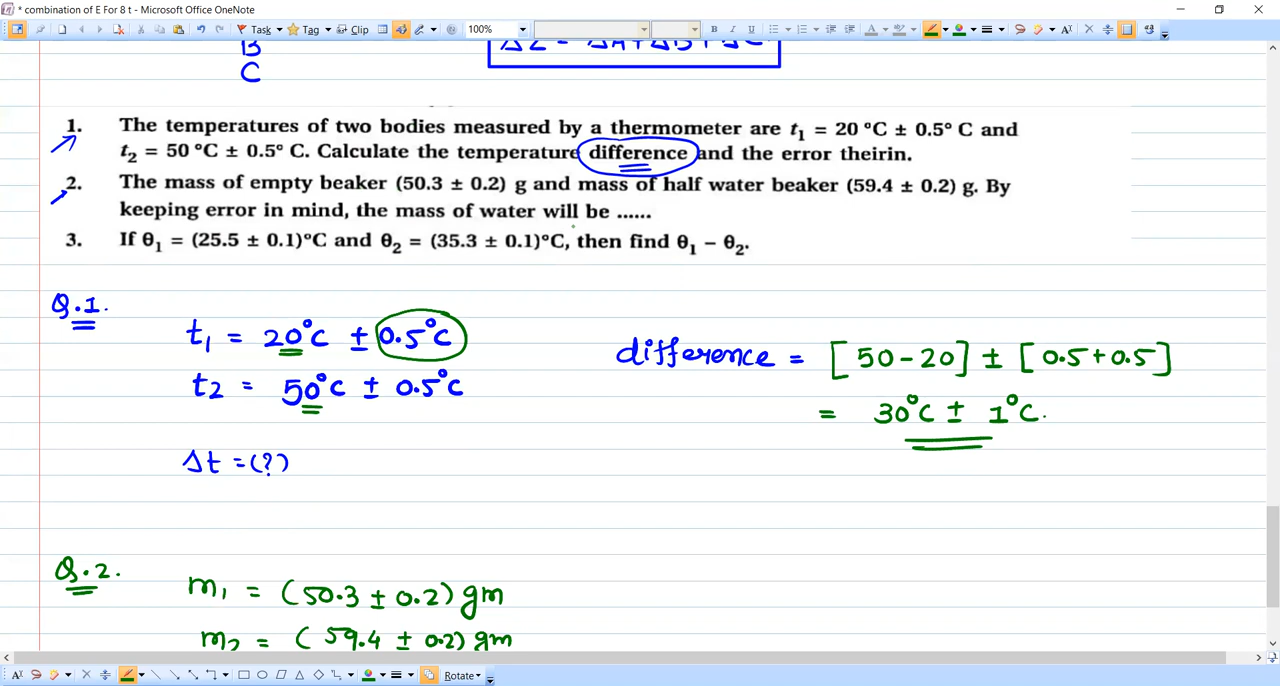 * combination of E For 8 t - Microsoft Office OneNote
Task Tag Clip 100% B I U
B
ΔZ = ΔA + ΔB + ΔC
C
1. The temperatures of two bodies measured by a thermometer are t₁ = 20 °C ± 0.5° C and
t₂ = 50 °C ± 0.5° C. Calculate the temperature difference and the error theirin.
2. The mass of empty beaker (50.3 ± 0.2) g and mass of half water beaker (59.4 ± 0.2) g. By
keeping error in mind, the mass of water will be ......
3. If θ₁ = (25.5 ± 0.1)°C and θ₂ = (35.3 ± 0.1)°C, then find θ₁ − θ₂.
Q.1.
t₁ = 20°C ± 0.5°C
t2 = 50°C ± 0.5°C
difference = [50-20] ± [0.5+0.5]
= 30°C ± 1°C.
Δt = (?)
Q.2.
m₁ = (50.3 ± 0.2) gm
m₂ = (59.4 ± 0.2) gm
Rotate